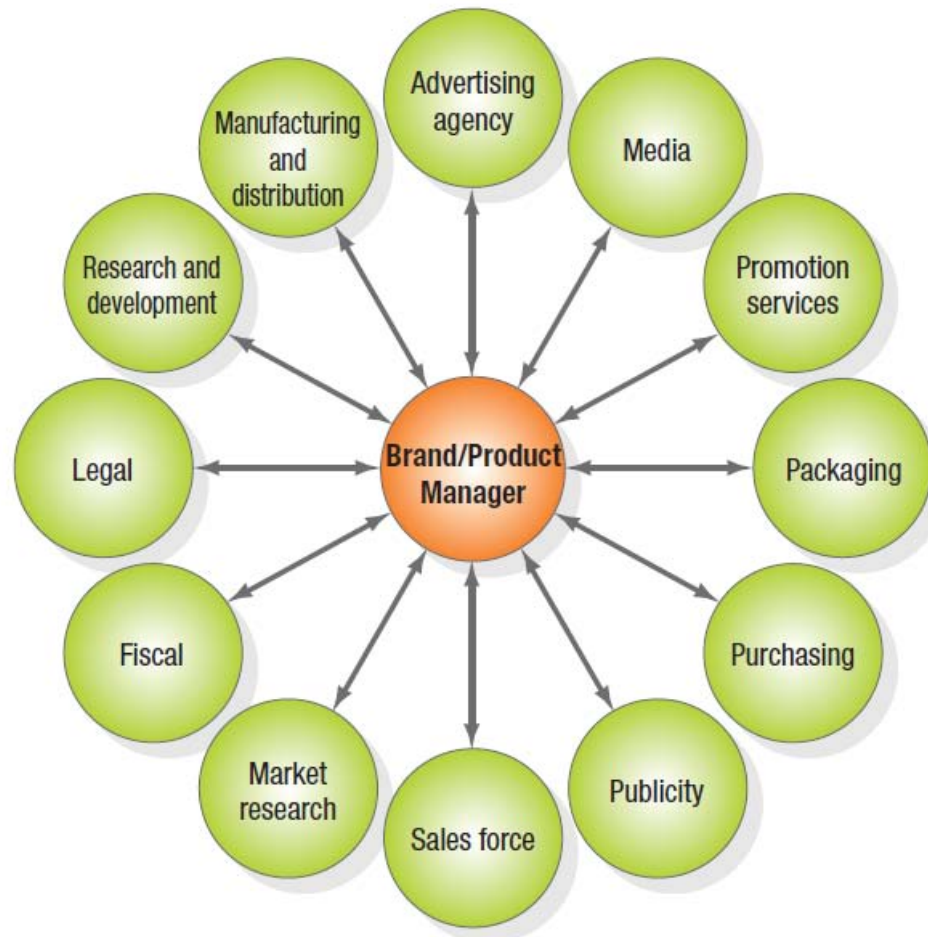 Advertising
agency
Media
Promotion
services
Packaging
Purchasing
Publicity
Sales force
Market
research
Fiscal
Legal
Research and
development
Manufacturing
and
distribution
Brand/Product
Manager